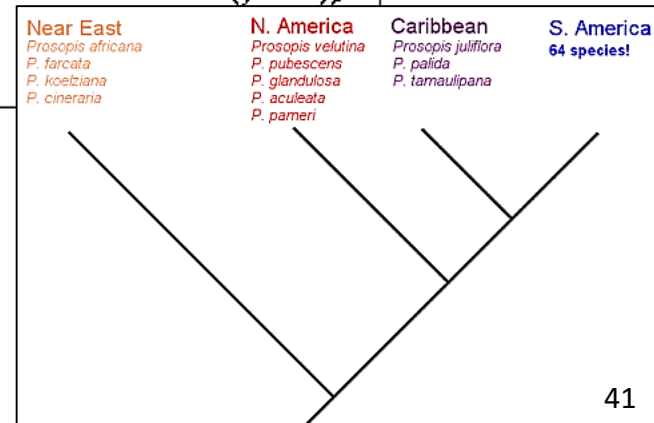 Near East
Prosopis africana
P. farcata
P. koelziana
P. cineraria
N. America
Prosopis velutina
P. pubescens
P. glandulosa
P. aculeata
P. pameri
Caribbean
Prosopis juliflora
P. palida
P. tamaulipana
S. America
64 species!
41